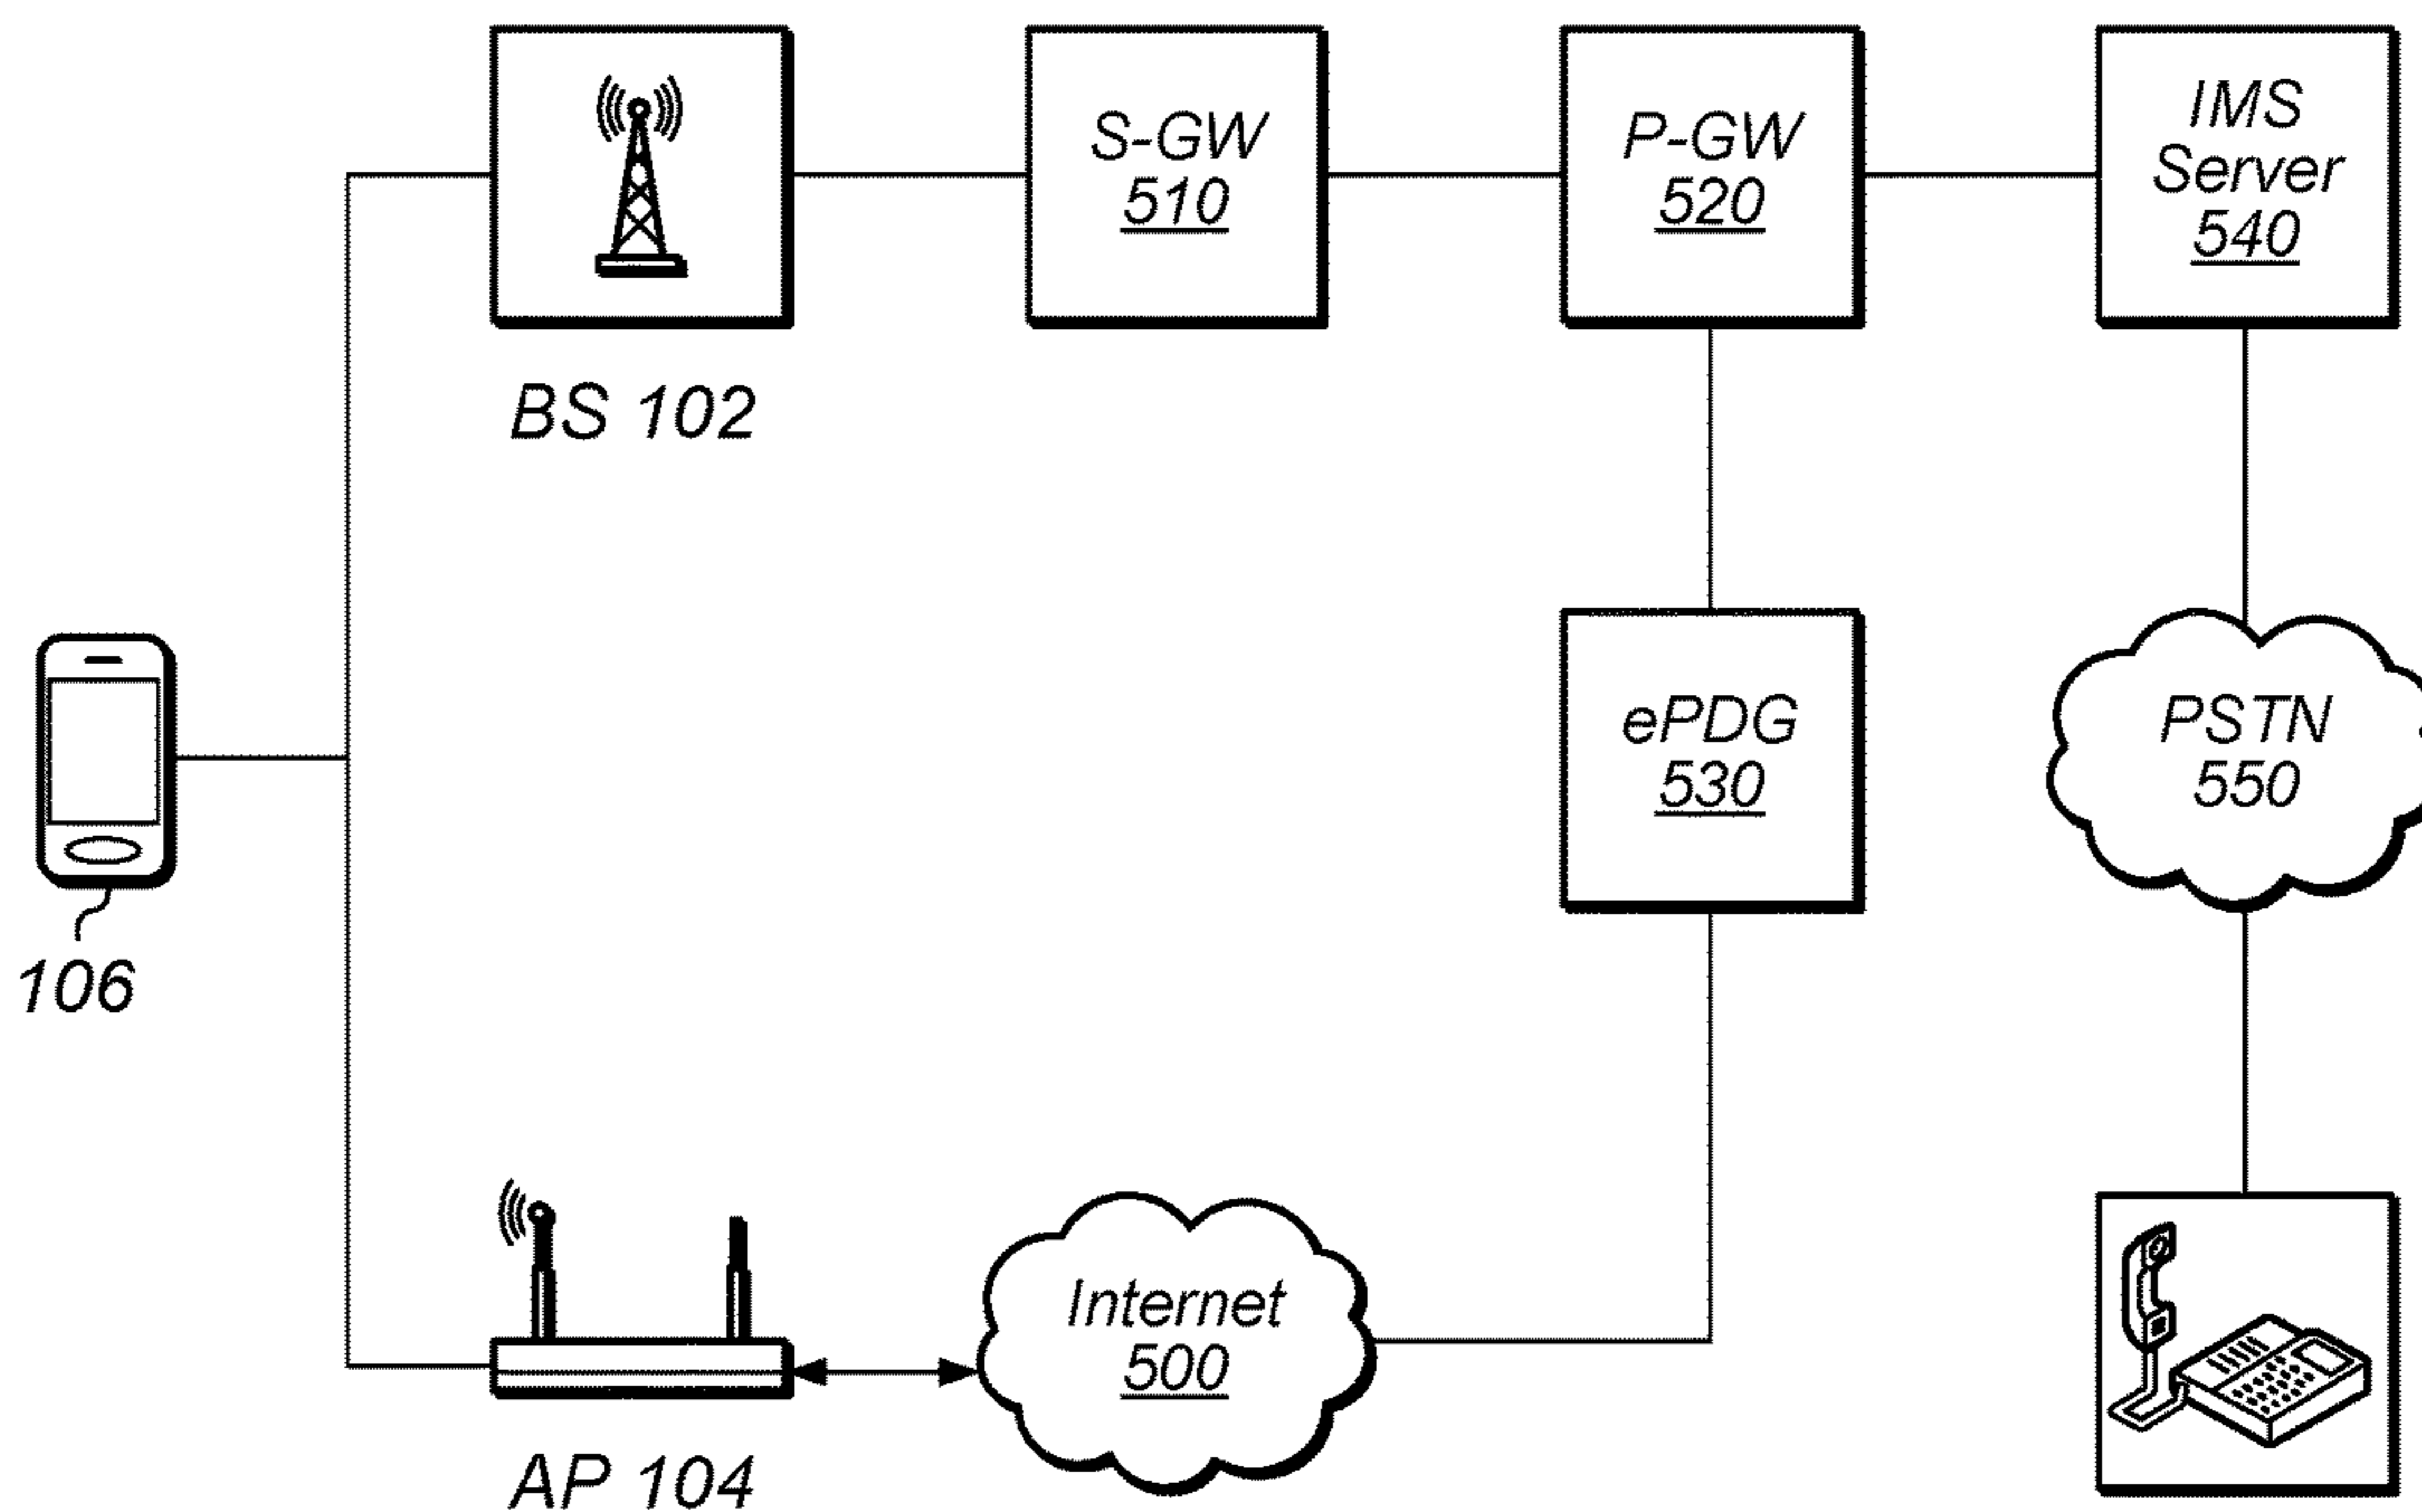 S-GW
510
P-GW
520
IMS
Server
540
BS 102
ePDG
530
PSTN
550
106
Internet
500
AP 104